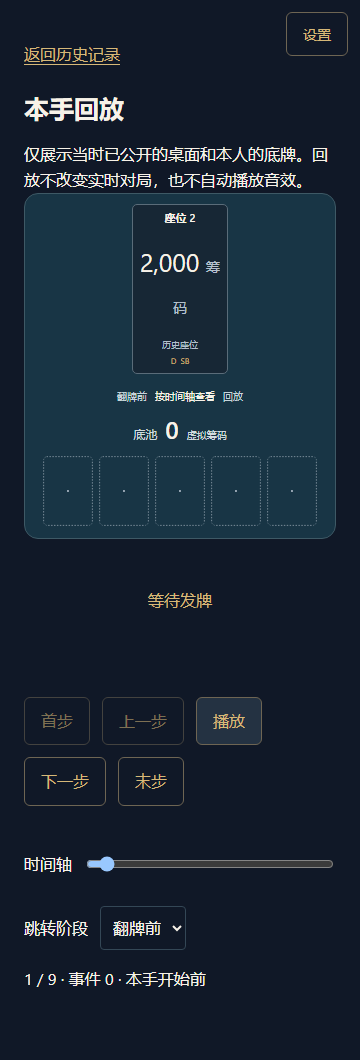 设置
返回历史记录
本手回放
仅展示当时已公开的桌面和本人的底牌。回
放不改变实时对局，也不自动播放音效。
座位 2
2,000 筹
码
历史座位
D SB
翻牌前 按时间轴查看 回放
底池 0 虚拟筹码
等待发牌
首步 上一步 播放
下一步 末步
时间轴
跳转阶段 翻牌前
1 / 9 · 事件 0 · 本手开始前